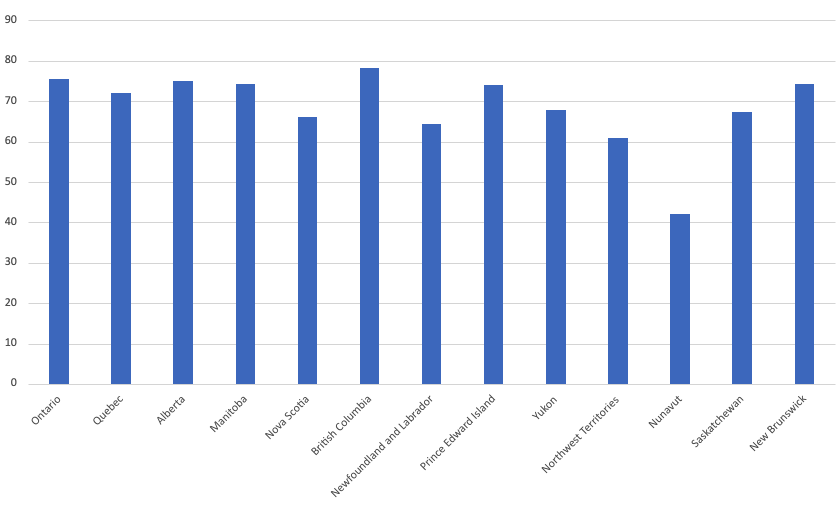 90
80
70
60
50
40
30
20
10
0
Ontario
Quebec
Alberta
Manitoba
Nova Scotia
British Columbia
Newfoundland and Labrador
Prince Edward Island
Yukon
Northwest Territories
Nunavut
Saskatchewan
New Brunswick